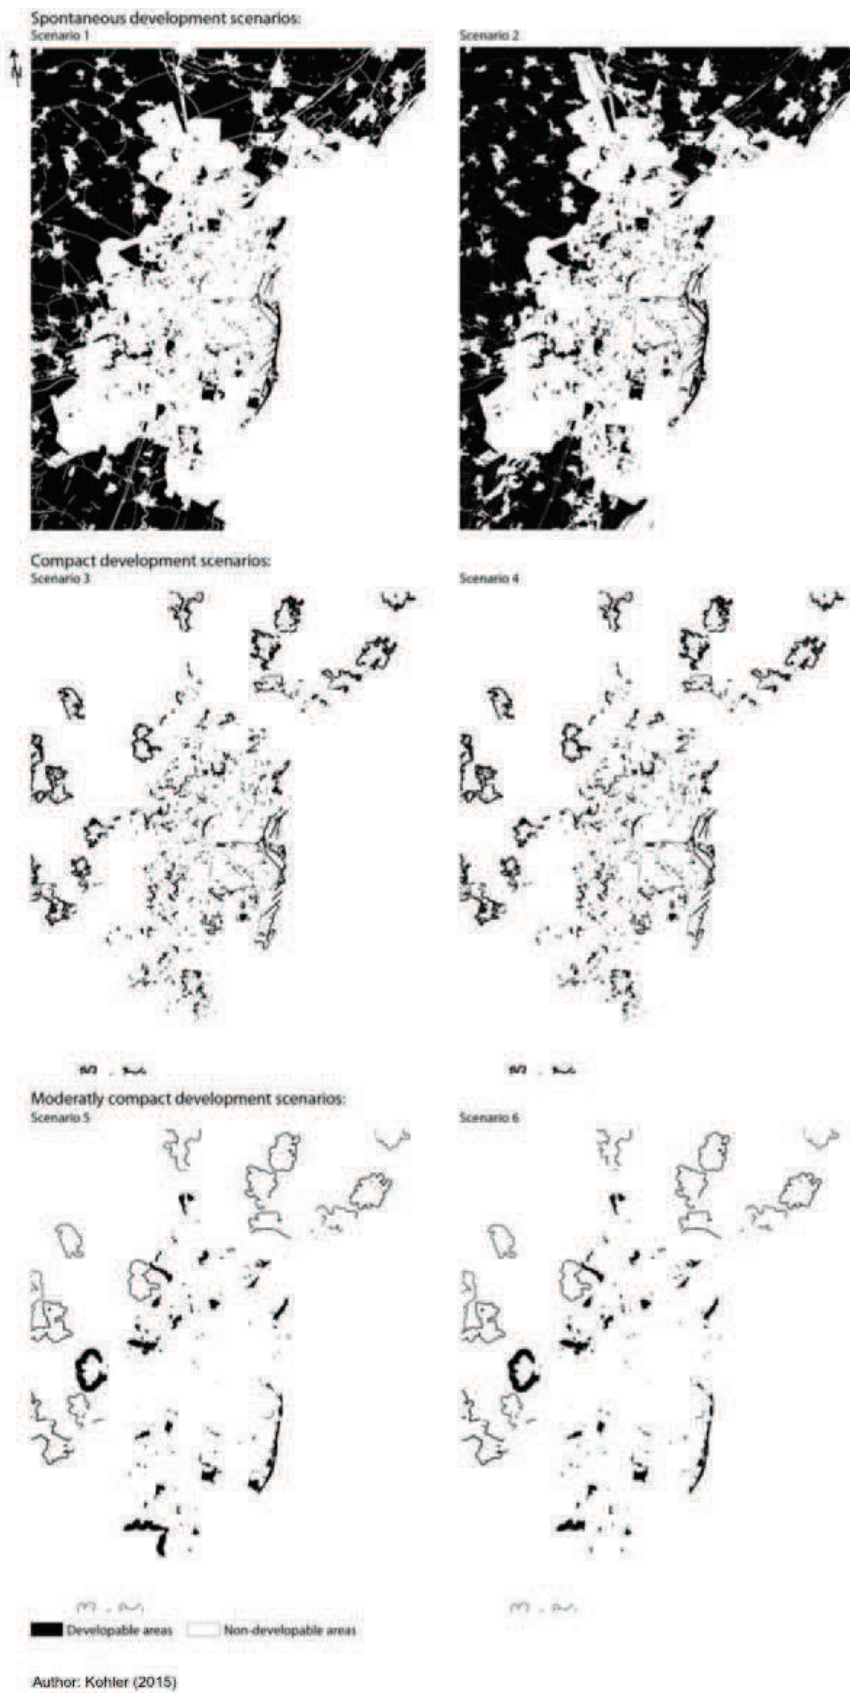 Spontaneous development scenarios:
Scenario 1
Scenario 2
N
Compact development scenarios:
Scenario 3
Scenario 4
Moderatly compact development scenarios:
Scenario 5
Scenario 6
Developable areas
Non-developable areas
Author: Kohler (2015)